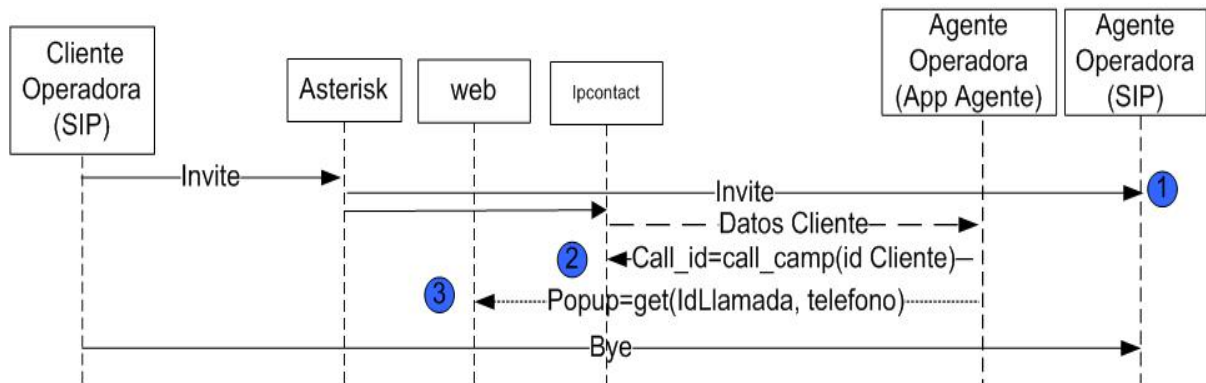 Cliente
Operadora
(SIP)
Asterisk
web
Ipcontact
Agente
Operadora
(App Agente)
Agente
Operadora
(SIP)
Invite
Invite
1
Datos Cliente
2
Call_id=call_camp(id Cliente)
3
Popup=get(IdLlamada, telefono)
Bye